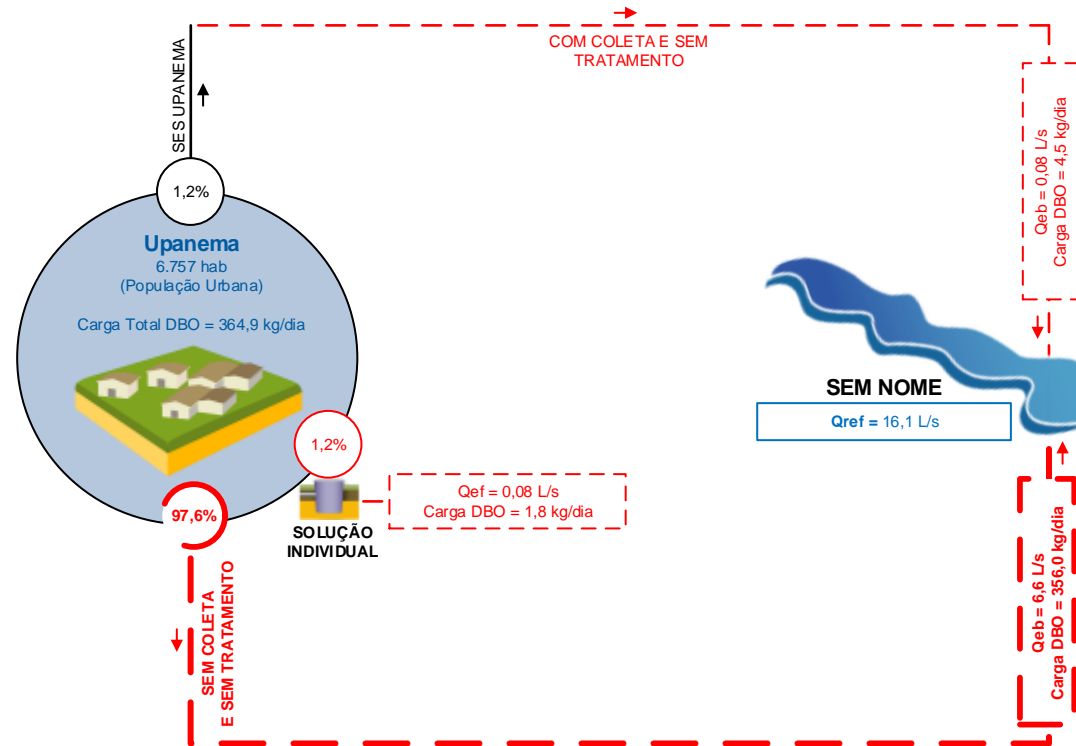 COM COLETA E SEM
TRATAMENTO
SES UPANEMA
1,2%
Upanema
6.757 hab
(População Urbana)
Carga Total DBO = 364,9 kg/dia
Qeb = 0,08 L/s
Carga DBO = 4,5 kg/dia
SEM NOME
Qref = 16,1 L/s
1,2%
Qef = 0,08 L/s
Carga DBO = 1,8 kg/dia
SOLUÇÃO
INDIVIDUAL
97,6%
SEM COLETA
E SEM TRATAMENTO
Qeb = 6,6 L/s
Carga DBO = 356,0 kg/dia